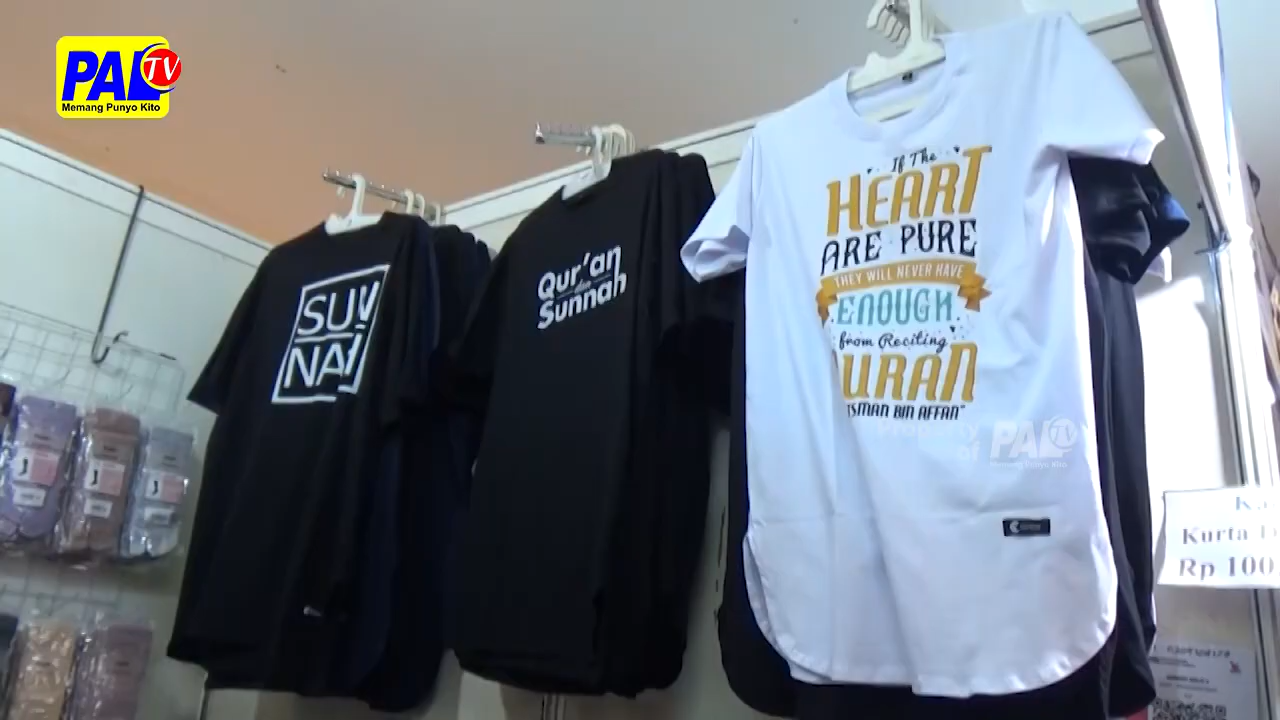 PAL TV
Memang Punyo Kito
SUN
NAH
Qur'an
dan
Sunnah
If The
HEART
ARE PURE
THEY WILL NEVER HAVE
ENOUGH
from Reciting
QURAN
USMAN BIN AFFAN"
Property
of PAL TV
Memang Punyo Kito
Kurta
Rp 100